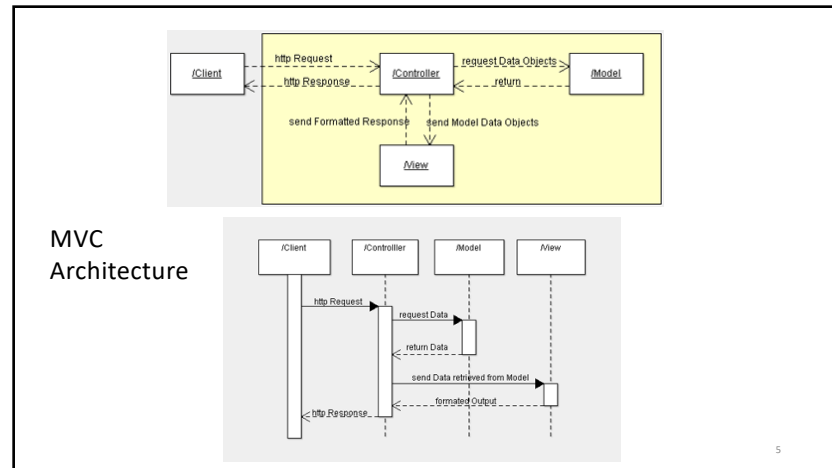 http Request
/Client
/Controller
request Data Objects
/Model
http Response
return
send Formatted Response
send Model Data Objects
/View
MVC
Architecture
/Client
/Controlller
/Model
/View
http Request
request Data
return Data
send Data retrieved from Model
formated Output
http Response
5